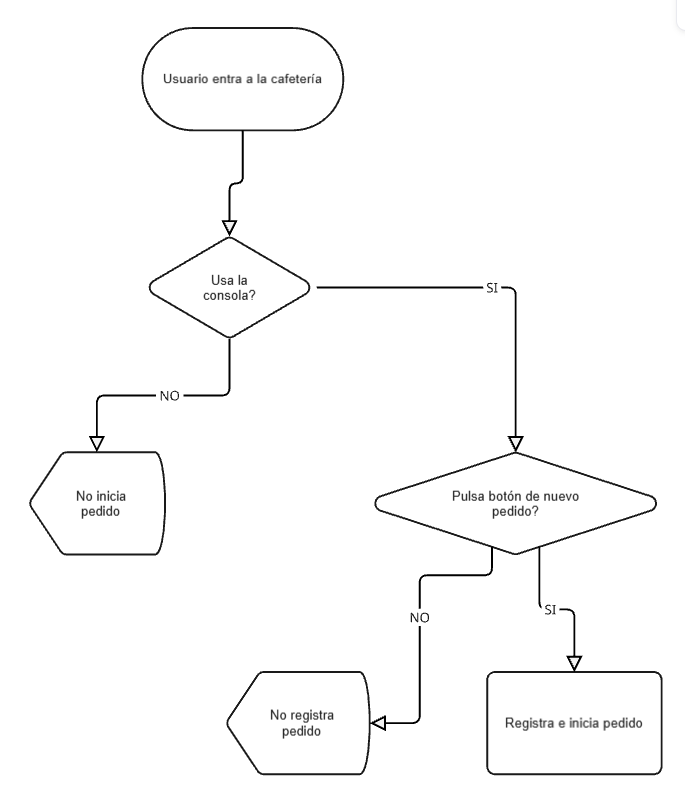 Usuario entra a la cafetería
Usa la
consola?
SI
NO
No inicia
pedido
Pulsa botón de nuevo
pedido?
NO
SI
No registra
pedido
Registra e inicia pedido